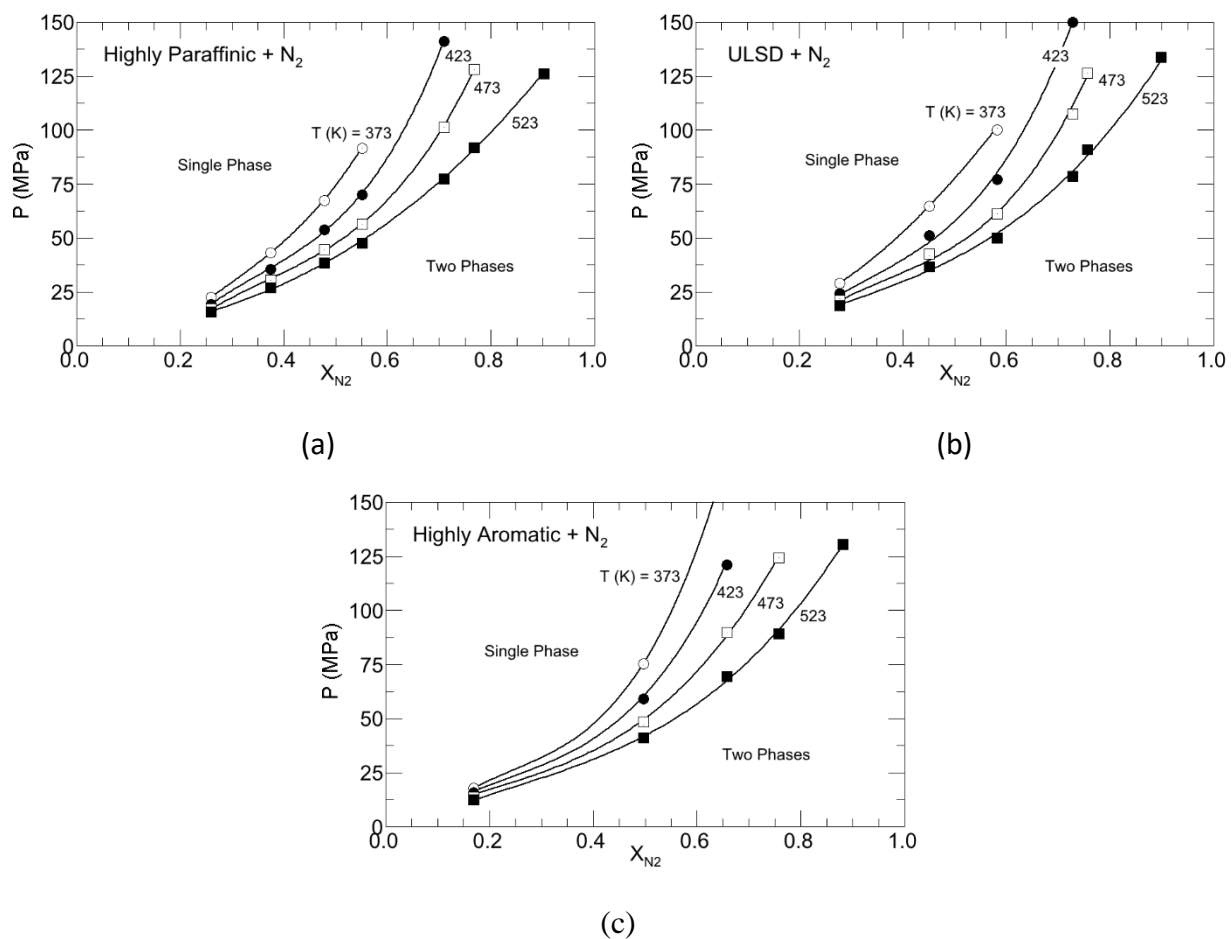 Highly Paraffinic + N2
P (MPa)
150
125
100
75
50
25
0
423
473
523
T (K) = 373
Single Phase
Two Phases
0.0 0.2 0.4 0.6 0.8 1.0
XN2
(a)
ULSD + N2
P (MPa)
150
125
100
75
50
25
0
423
473
523
T (K) = 373
Single Phase
Two Phases
0.0 0.2 0.4 0.6 0.8 1.0
XN2
(b)
Highly Aromatic + N2
P (MPa)
150
125
100
75
50
25
0
T (K) = 373
423
473
523
Single Phase
Two Phases
0.0 0.2 0.4 0.6 0.8 1.0
XN2
(c)